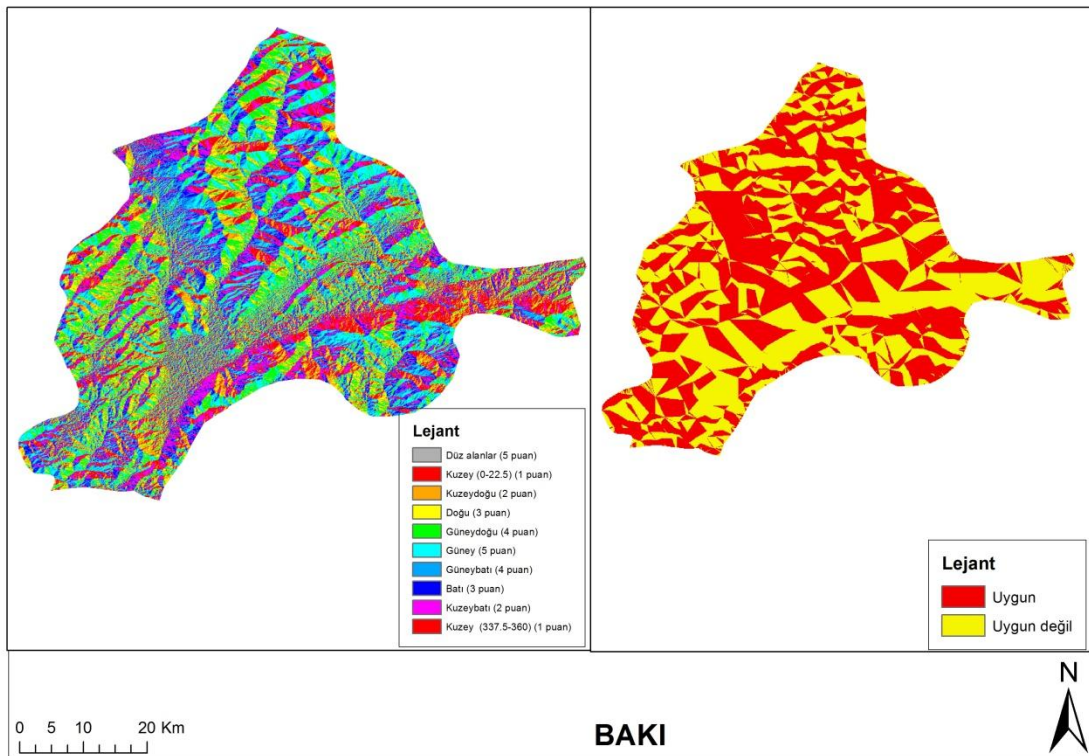 Lejant
Düz alanlar (5 puan)
Kuzey (0-22.5) (1 puan)
Kuzeydoğu (2 puan)
Doğu (3 puan)
Güneydoğu (4 puan)
Güney (5 puan)
Güneybatı (4 puan)
Batı (3 puan)
Kuzeybatı (2 puan)
Kuzey (337.5-360) (1 puan)
Lejant
Uygun
Uygun değil
N
0 5 10 20 Km
BAKI